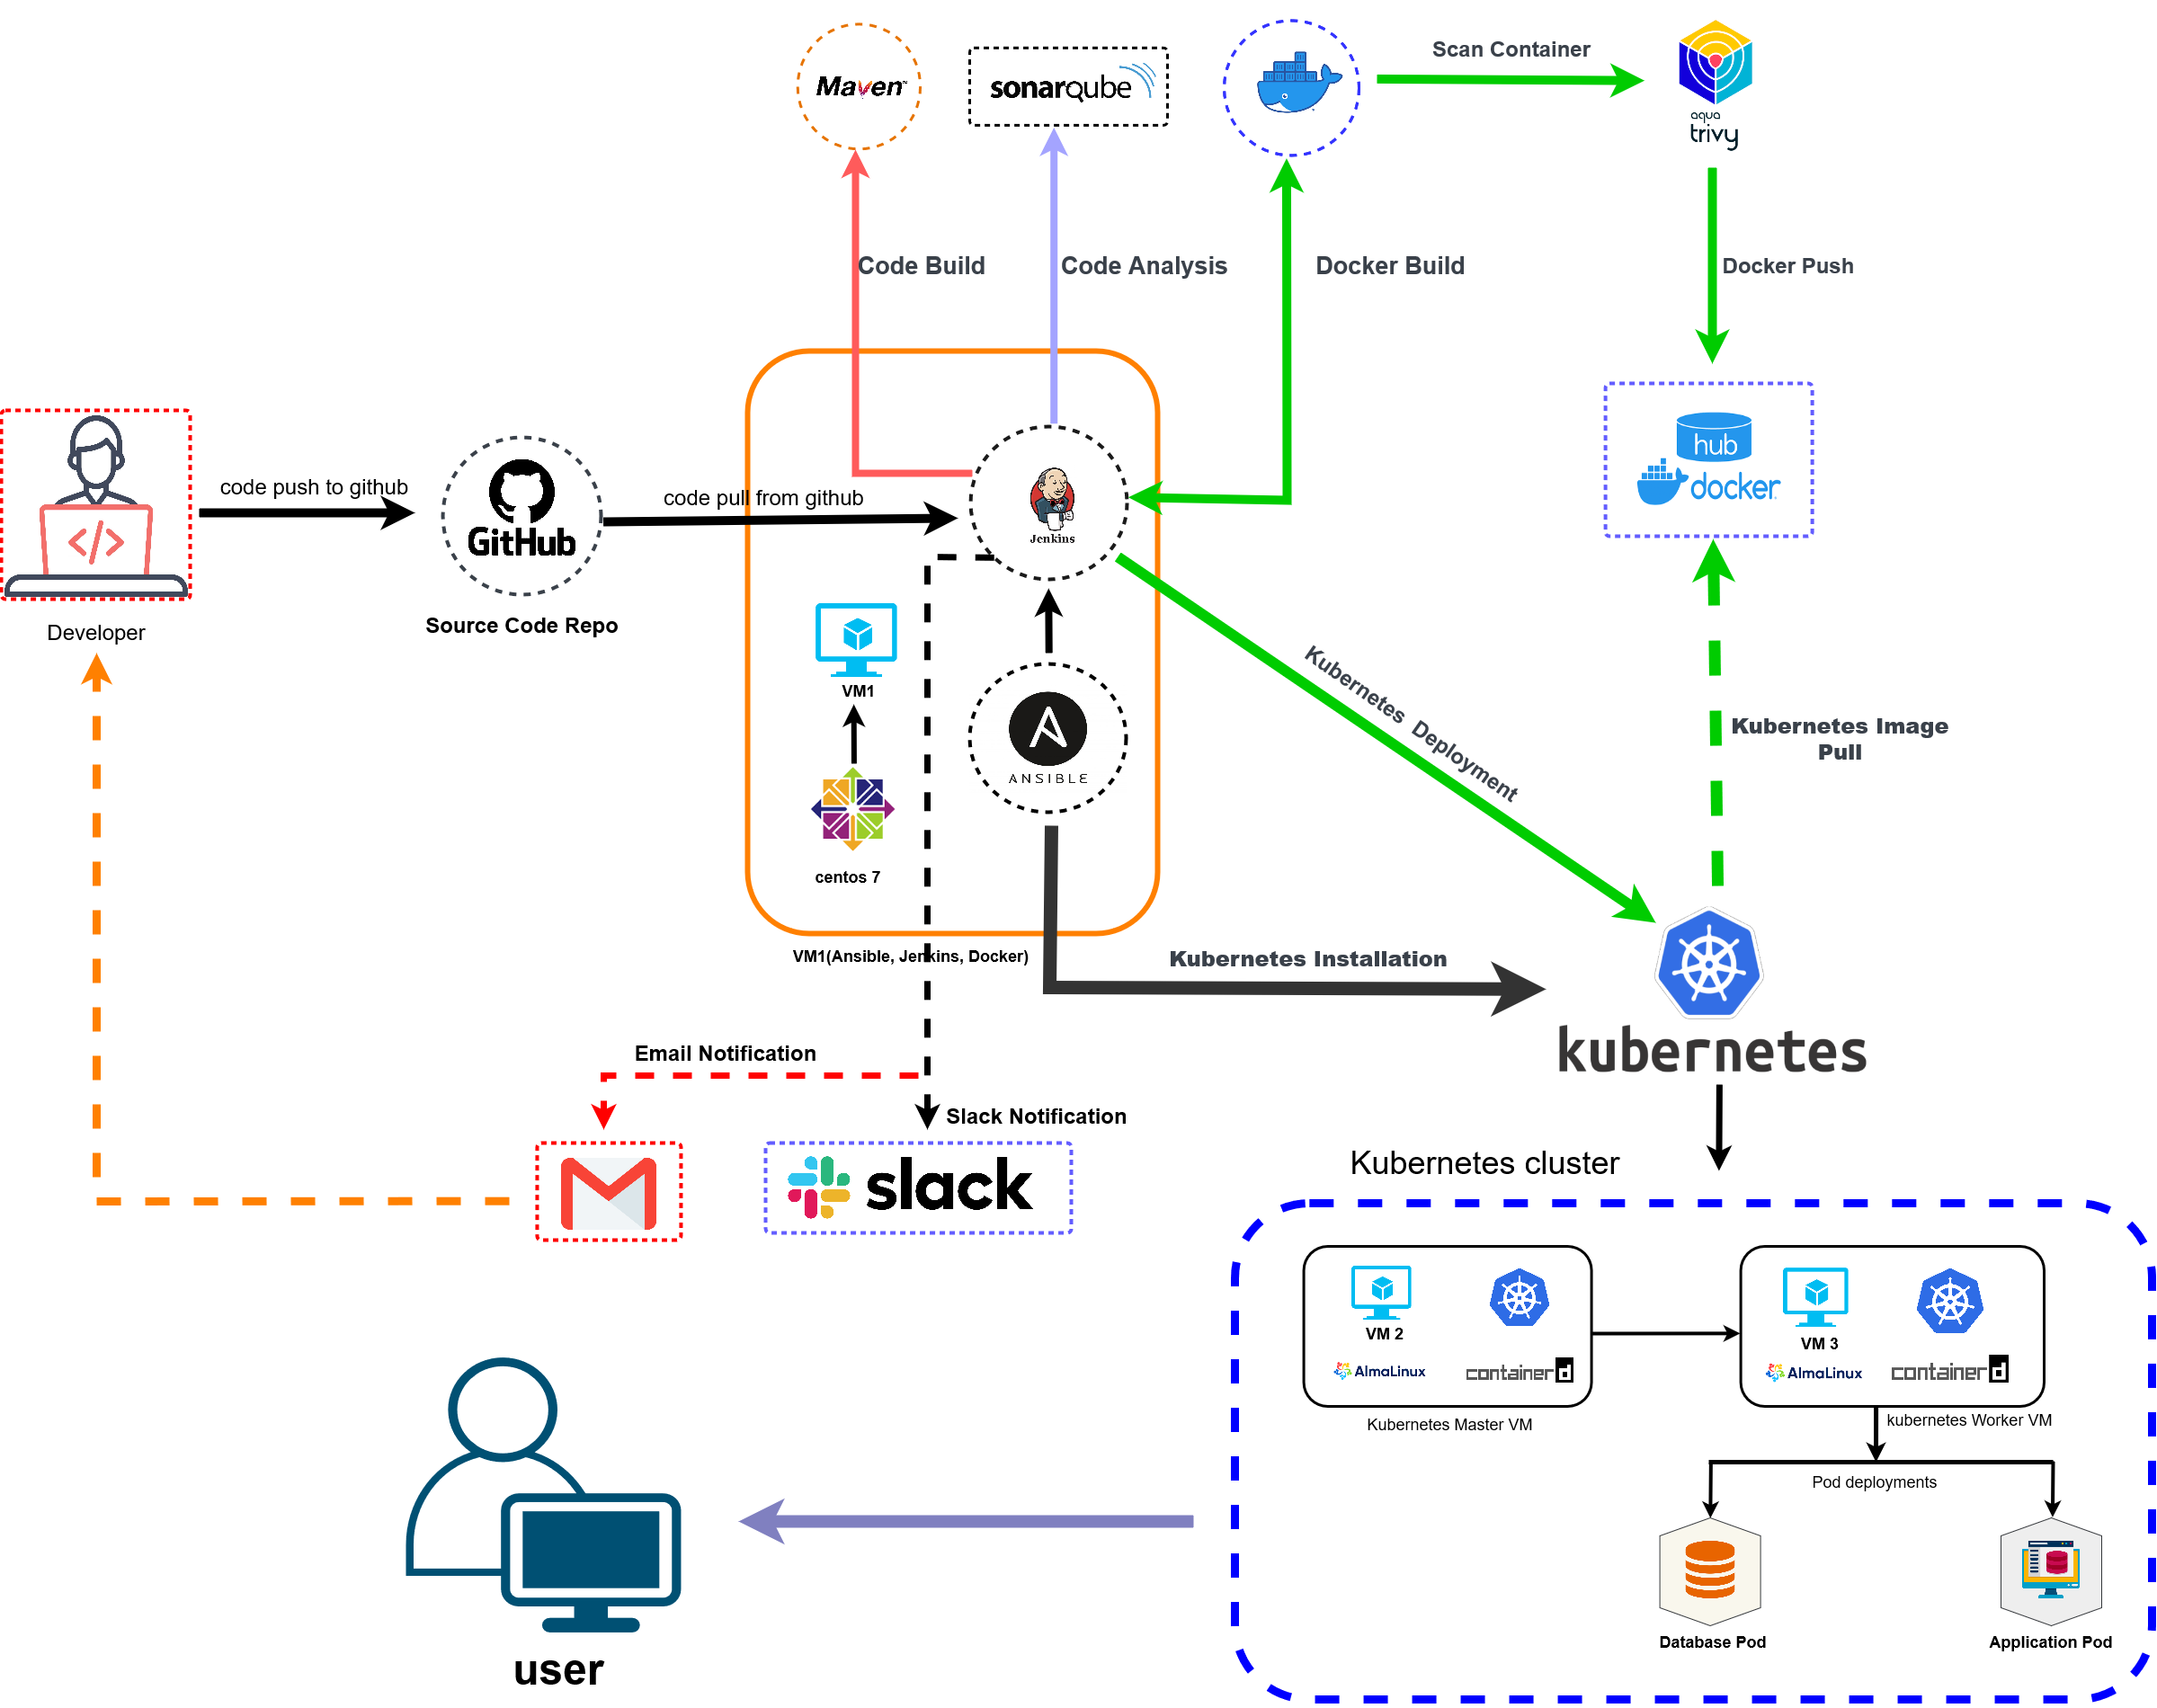 Maven™
sonarqube
Scan Container
aqua
trivy
Code Build
Code Analysis
Docker Build
Docker Push
hub
docker
code push to github
GitHub
code pull from github
Jenkins
Developer
Source Code Repo
VM1
ANSIBLE
centos 7
VM1(Ansible, Jenkins, Docker)
Kubernetes Deployment
Kubernetes Image
Pull
Kubernetes Installation
kubernetes
Email Notification
Slack Notification
slack
Kubernetes cluster
VM 2
AlmaLinux
containerd
Kubernetes Master VM
VM 3
AlmaLinux
containerd
kubernetes Worker VM
Pod deployments
Database Pod
Application Pod
user